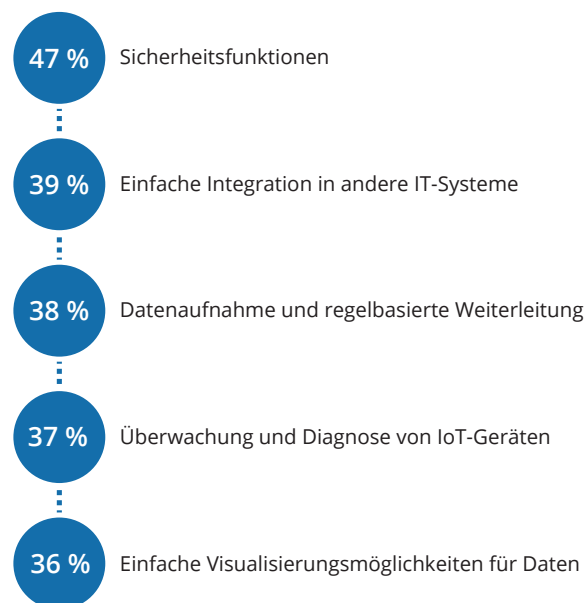 47 % Sicherheitsfunktionen
39 % Einfache Integration in andere IT-Systeme
38 % Datenaufnahme und regelbasierte Weiterleitung
37 % Überwachung und Diagnose von IoT-Geräten
36 % Einfache Visualisierungsmöglichkeiten für Daten